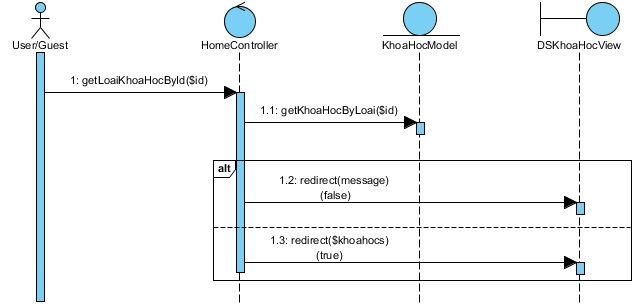 User/Guest
HomeController
KhoaHocModel
DSKhoaHocView
1: getLoaiKhoaHocById($id)
1.1: getKhoaHocByLoai($id)
alt
1.2: redirect(message)
(false)
1.3: redirect($khoahocs)
(true)